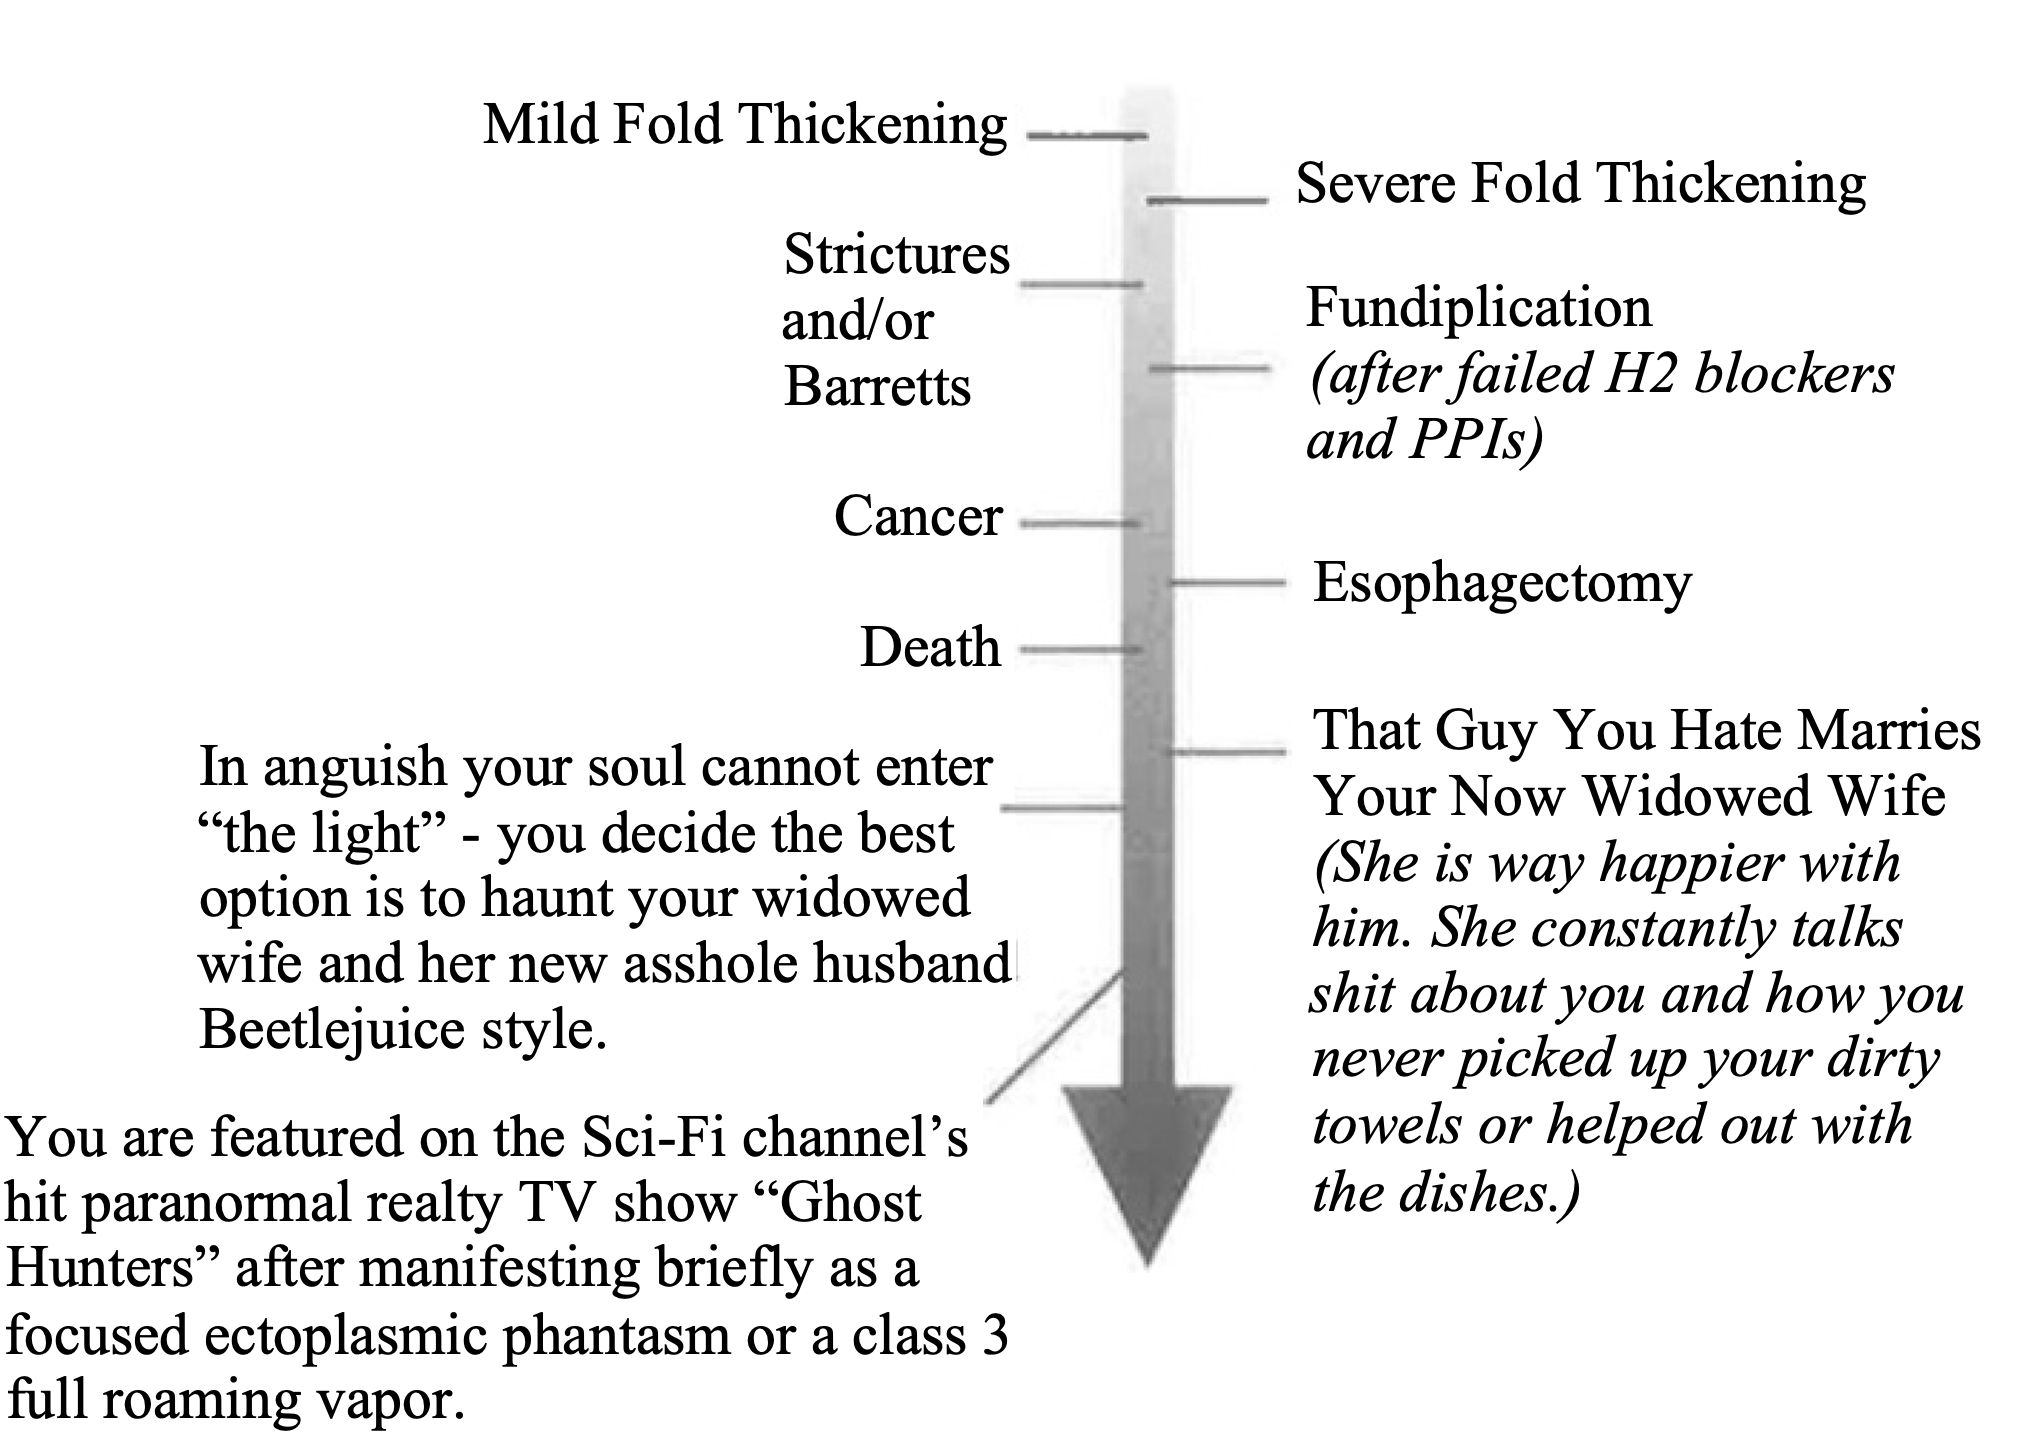 Mild Fold Thickening
Severe Fold Thickening
Strictures
and/or
Barretts
Fundiplication
(after failed H2 blockers
and PPIs)
Cancer
Esophagectomy
Death
That Guy You Hate Marries
Your Now Widowed Wife
(She is way happier with
him. She constantly talks
shit about you and how you
never picked up your dirty
towels or helped out with
the dishes.)
In anguish your soul cannot enter
“the light” - you decide the best
option is to haunt your widowed
wife and her new asshole husband
Beetlejuice style.
You are featured on the Sci-Fi channel’s
hit paranormal realty TV show “Ghost
Hunters” after manifesting briefly as a
focused ectoplasmic phantasm or a class 3
full roaming vapor.